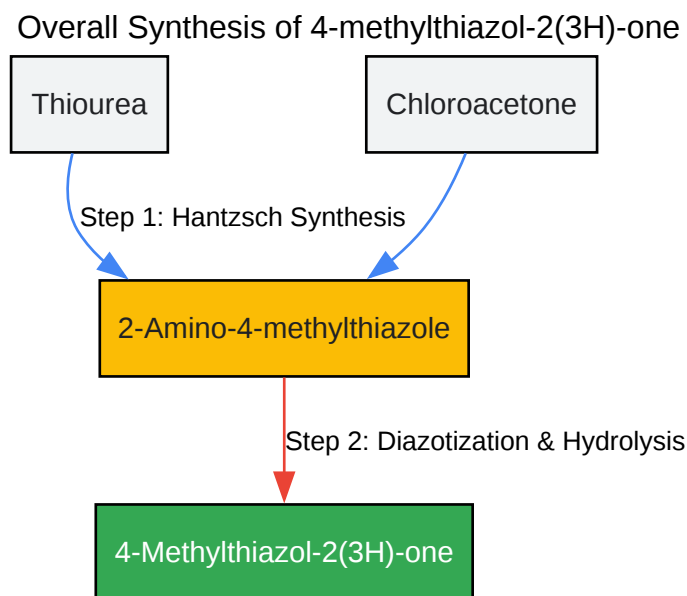 Overall Synthesis of 4-methylthiazol-2(3H)-one
Thiourea
Chloroacetone
Step 1: Hantzsch Synthesis
2-Amino-4-methylthiazole
Step 2: Diazotization & Hydrolysis
4-Methylthiazol-2(3H)-one